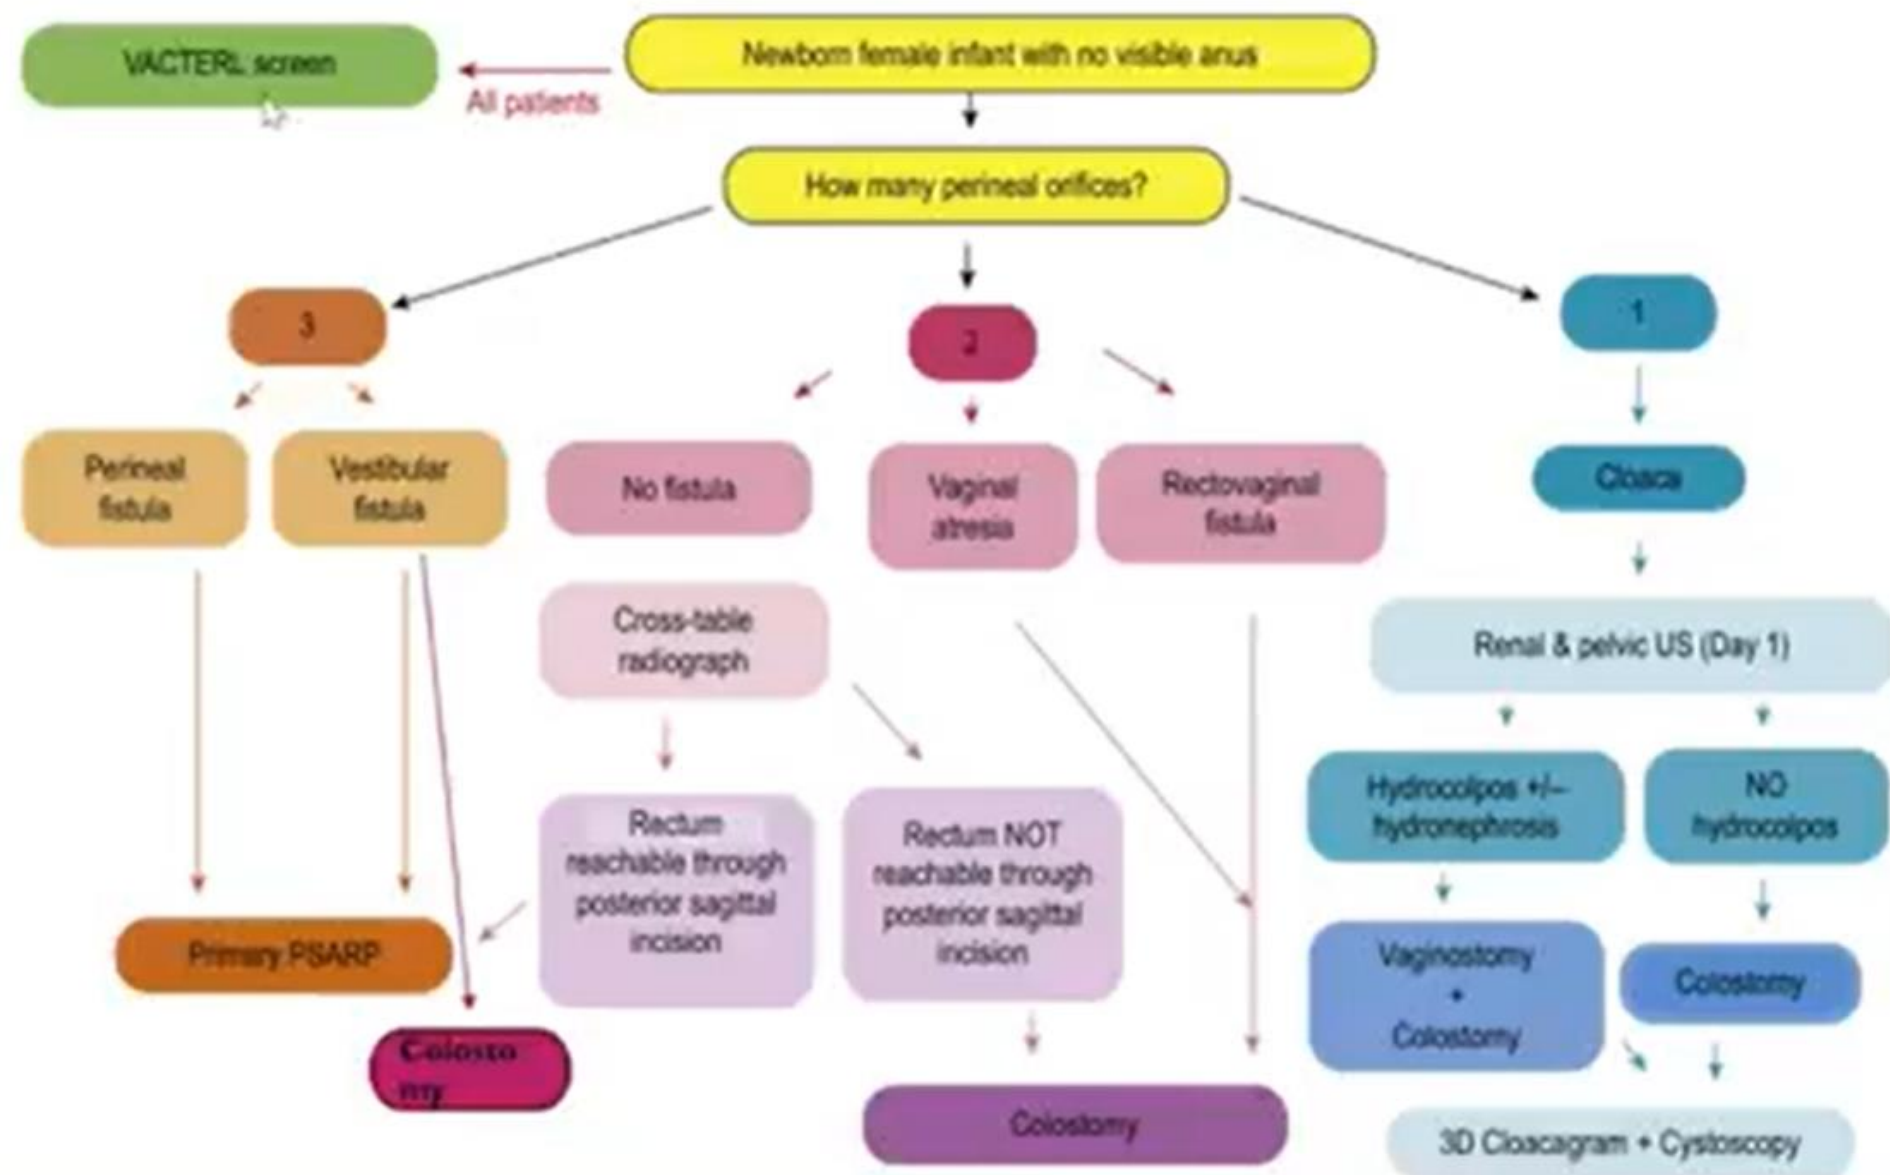 VACTERL screen
Newborn female infant with no visible anus
All patients
How many perineal orifices?
3
2
1
Perineal
fistula
Vestibular
fistula
No fistula
Vaginal
atresia
Rectovaginal
fistula
Cloaca
Cross-table
radiograph
Renal & pelvic US (Day 1)
Rectum
reachable through
posterior sagittal
incision
Rectum NOT
reachable through
posterior sagittal
incision
Hydrocolpos +/–
hydronephrosis
NO
hydrocolpos
Primary PSARP
Vaginostomy
+
Colostomy
Colostomy
Colosto
my
Colostomy
3D Cloacagram + Cystoscopy